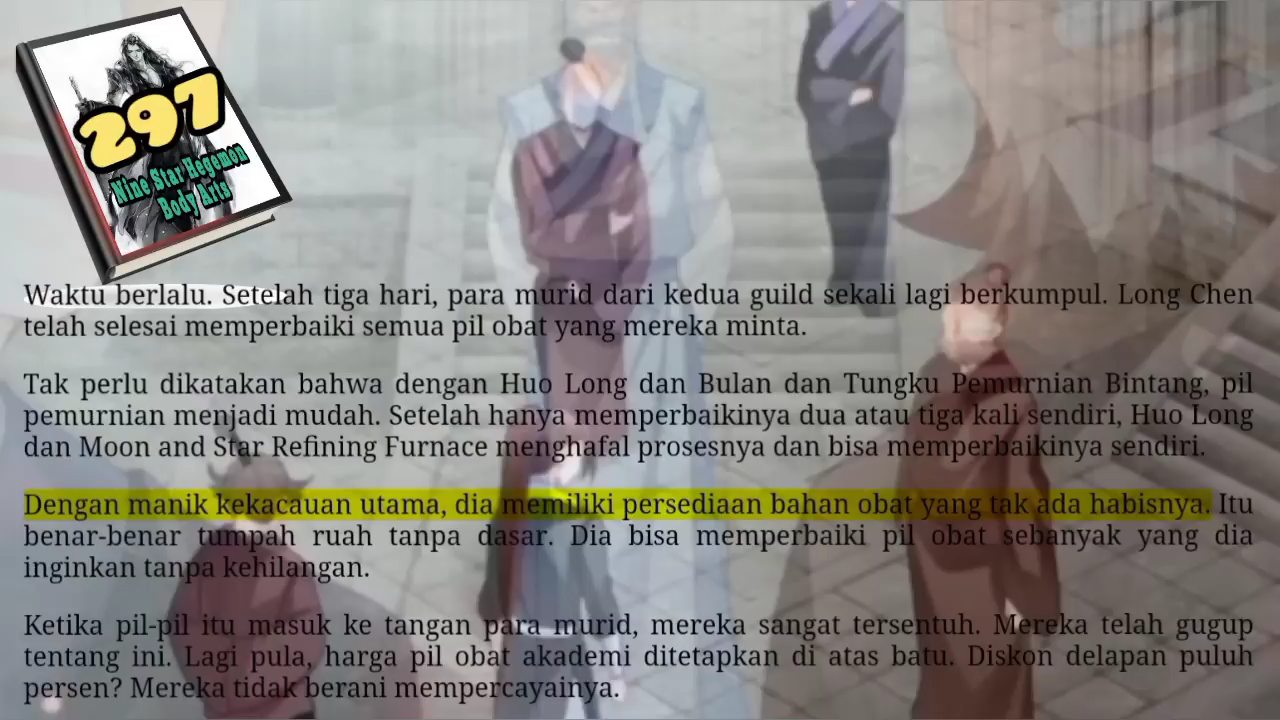 297
Nine Star Hegemon
Body Arts
Waktu berlalu. Setelah tiga hari, para murid dari kedua guild sekali lagi berkumpul. Long Chen
telah selesai memperbaiki semua pil obat yang mereka minta.
Tak perlu dikatakan bahwa dengan Huo Long dan Bulan dan Tungku Pemurnian Bintang, pil
pemurnian menjadi mudah. Setelah hanya memperbaikinya dua atau tiga kali sendiri, Huo Long
dan Moon and Star Refining Furnace menghafal prosesnya dan bisa memperbaikinya sendiri.
Dengan manik kekacauan utama, dia memiliki persediaan bahan obat yang tak ada habisnya. Itu
benar-benar tumpah ruah tanpa dasar. Dia bisa memperbaiki pil obat sebanyak yang dia
inginkan tanpa kehilangan.
Ketika pil-pil itu masuk ke tangan para murid, mereka sangat tersentuh. Mereka telah gugup
tentang ini. Lagi pula, harga pil obat akademi ditetapkan di atas batu. Diskon delapan puluh
persen? Mereka tidak berani mempercayainya.